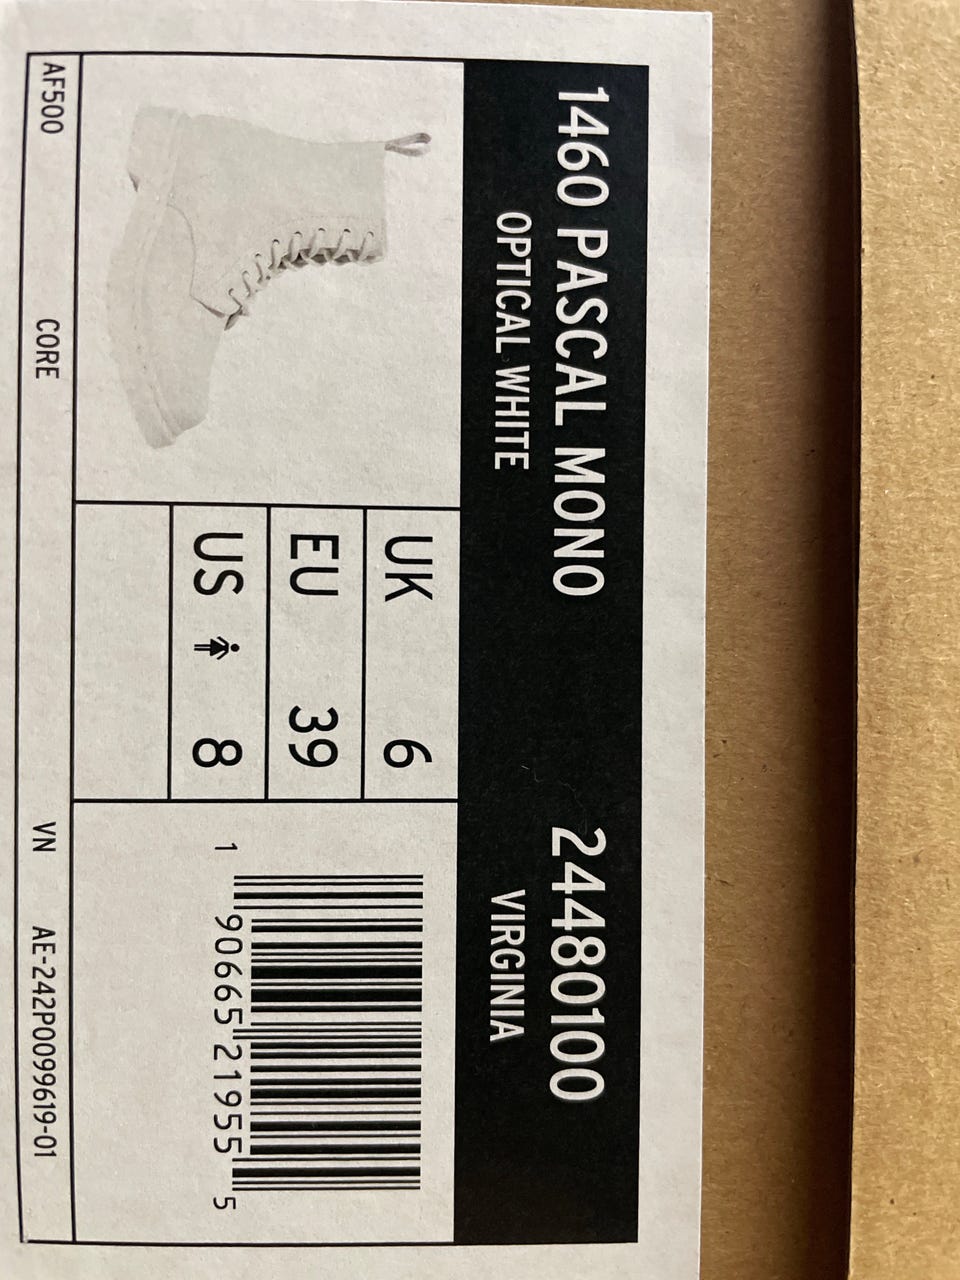 1460 PASCAL MONO
24480100
OPTICAL WHITE
VIRGINIA
UK 6
EU 39
US 8
1 90665 21955 5
AF500
CORE
VN
AE-242P0099619-01